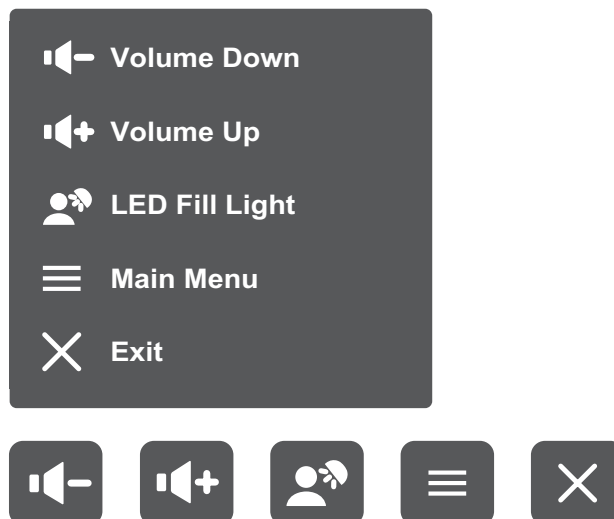 Volume Down
Volume Up
LED Fill Light
Main Menu
Exit